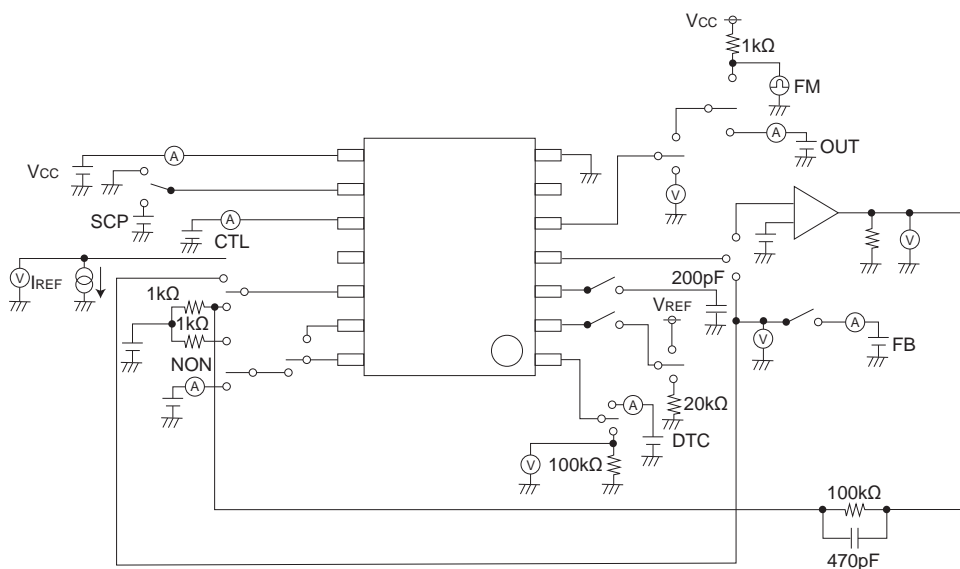 VCC
1kΩ
FM
A
A
OUT
VCC
V
SCP
A
CTL
V
IREF
200pF
1kΩ
VREF
1kΩ
V
A
FB
NON
A
20kΩ
A
DTC
V
100kΩ
100kΩ
470pF
V